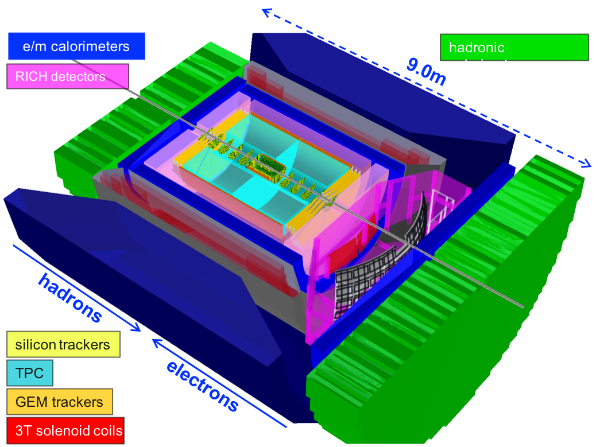 e/m calorimeters
RICH detectors
hadronic
9.0m
hadrons
electrons
silicon trackers
TPC
GEM trackers
3T solenoid coils